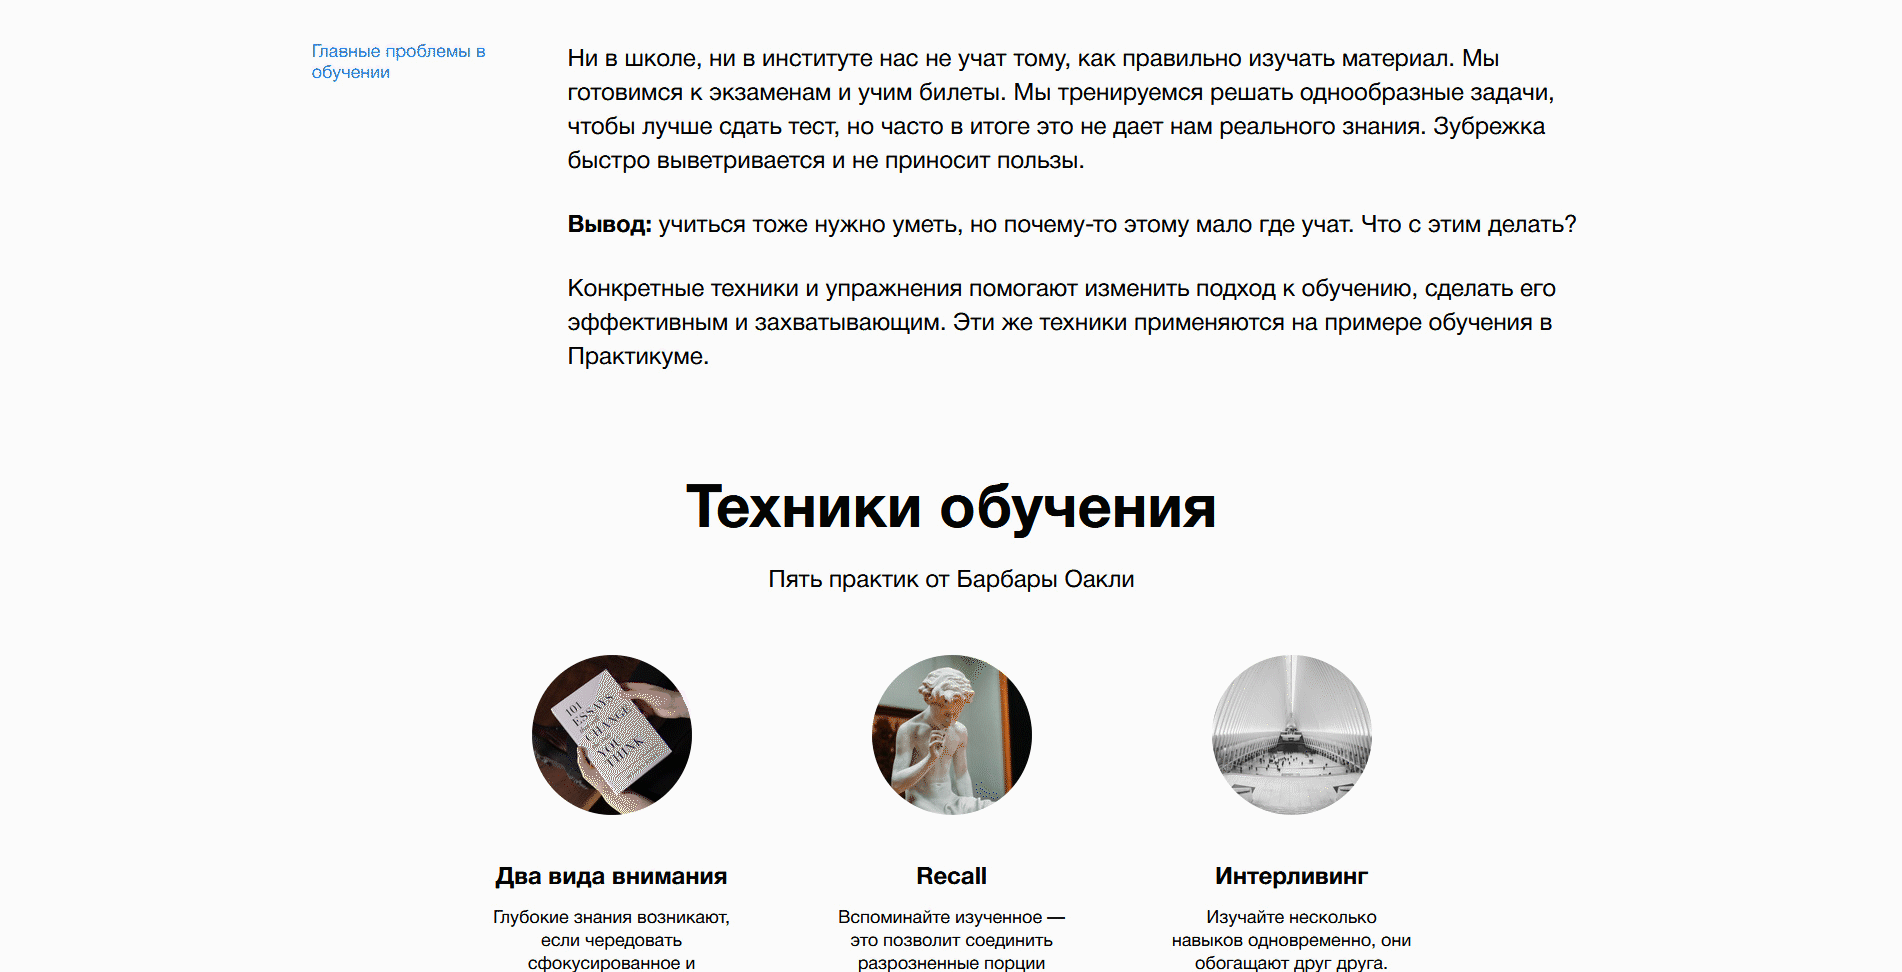 Главные проблемы в
обучении
Ни в школе, ни в институте нас не учат тому, как правильно изучать материал. Мы
готовимся к экзаменам и учим билеты. Мы тренируемся решать однообразные задачи,
чтобы лучше сдать тест, но часто в итоге это не дает нам реального знания. Зубрежка
быстро выветривается и не приносит пользы.
Вывод: учиться тоже нужно уметь, но почему-то этому мало где учат. Что с этим делать?
Конкретные техники и упражнения помогают изменить подход к обучению, сделать его
эффективным и захватывающим. Эти же техники применяются на примере обучения в
Практикуме.
Техники обучения
Пять практик от Барбары Оакли
101
ESSAYS
CHANGE
YOU
THINK
Два вида внимания
Глубокие знания возникают,
если чередовать
сфокусированное и
Recall
Вспоминайте изученное —
это позволит соединить
разрозненные порции
Интерливинг
Изучайте несколько
навыков одновременно, они
обогащают друг друга.